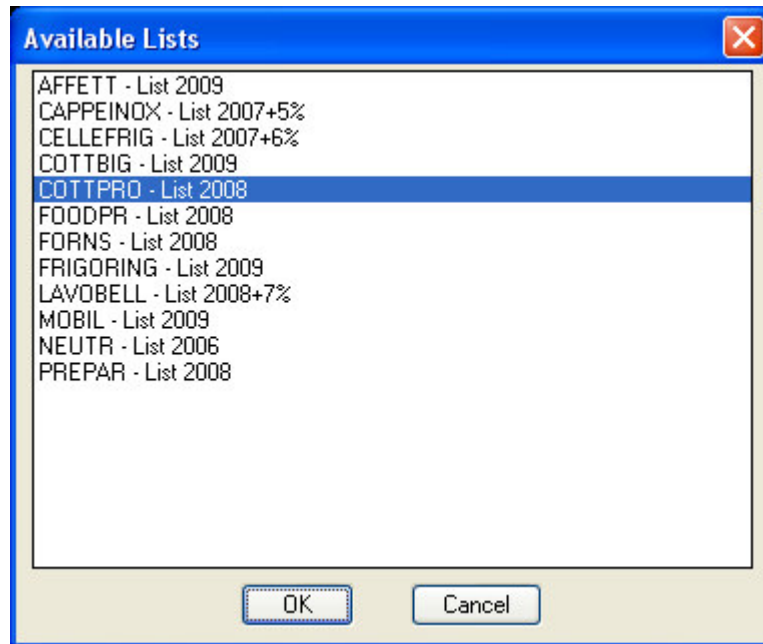 Available Lists
AFFETT - List 2009
CAPPEINOX - List 2007+5%
CELLEFRIG - List 2007+6%
COTTBIG - List 2009
COTTPRO - List 2008
FOODPR - List 2008
FORNS - List 2008
FRIGORING - List 2009
LAVOBELL - List 2008+7%
MOBIL - List 2009
NEUTR - List 2006
PREPAR - List 2008
OK
Cancel